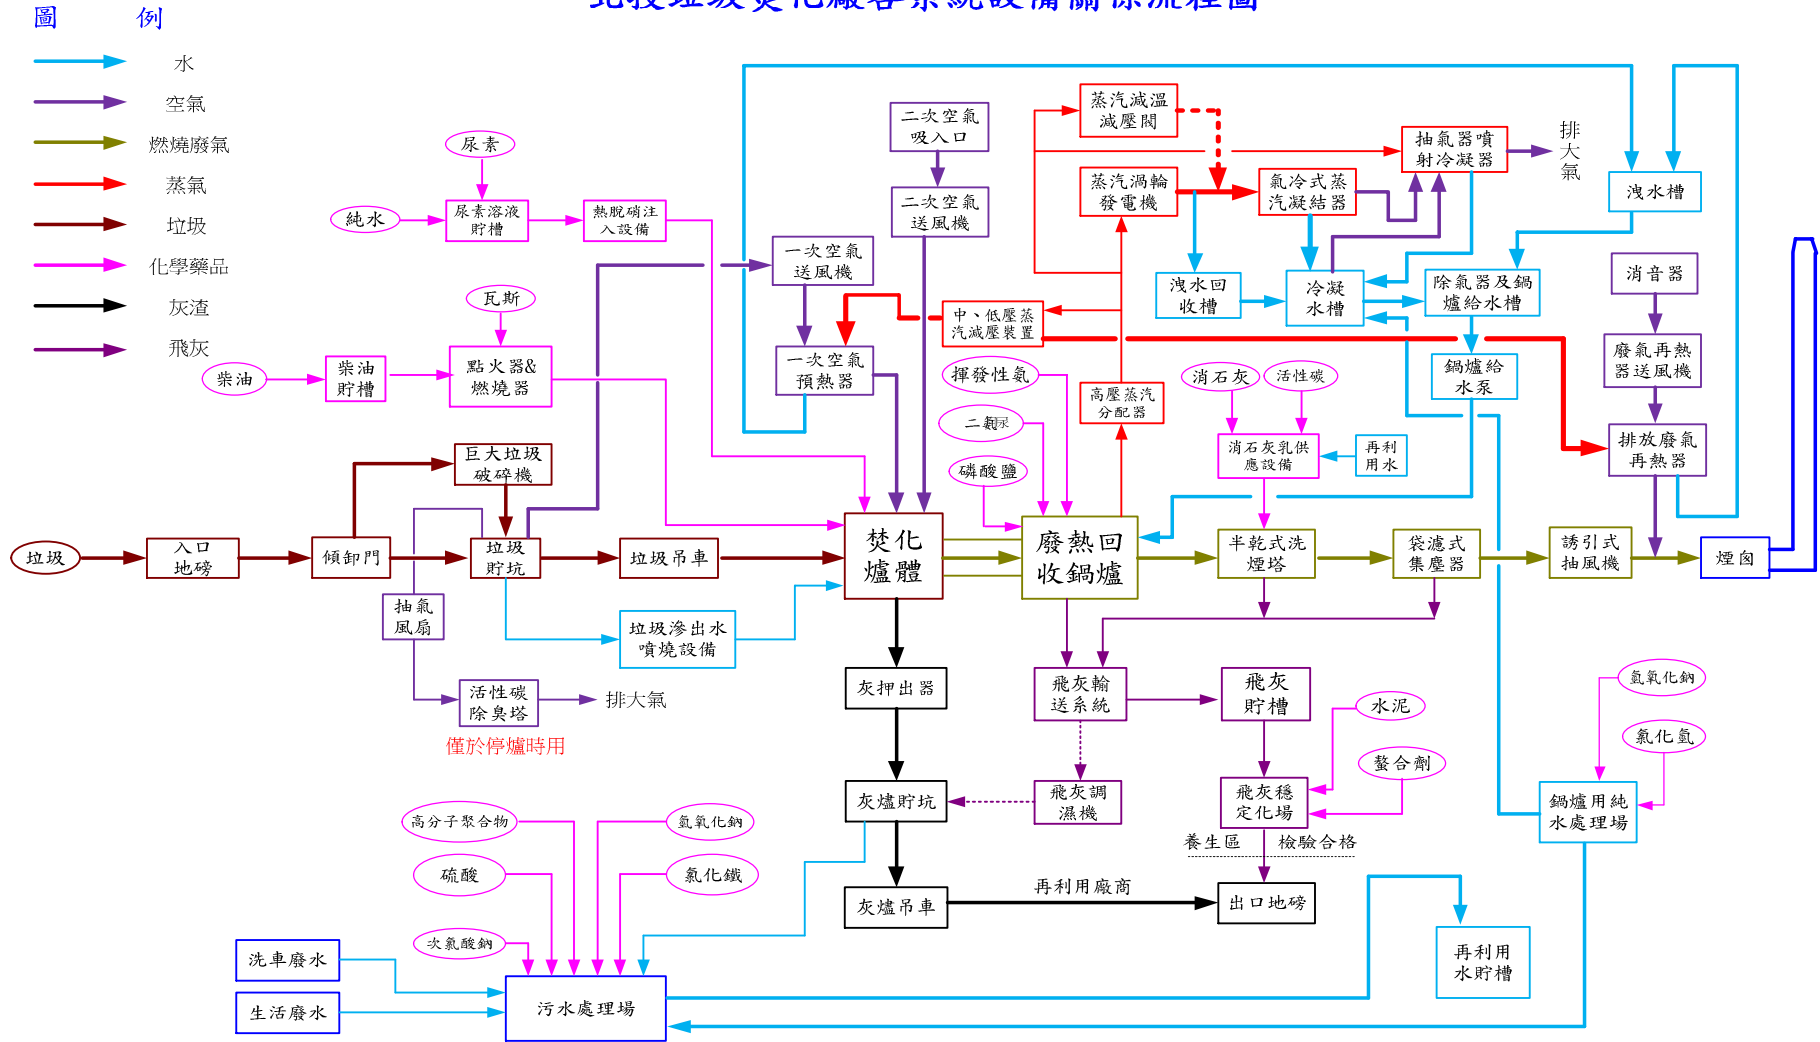 北投垃圾焚化廠各系統設備關係流程圖
圖 例
水
空氣
燃燒廢氣
蒸氣
垃圾
化學藥品
灰渣
飛灰
尿素
純水
尿素溶液
貯槽
熱脫硝注
入設備
瓦斯
柴油
柴油
貯槽
點火器&
燃燒器
二次空氣
吸入口
二次空氣
送風機
一次空氣
送風機
一次空氣
預熱器
中、低壓蒸
汽減壓裝置
蒸汽減溫
減壓閥
蒸汽渦輪
發電機
氣冷式蒸
汽凝結器
抽氣器噴
射冷凝器
排
大
氣
洩水槽
洩水回
收槽
冷凝
水槽
除氧器及鍋
爐給水槽
鍋爐給
水泵
消音器
廢氣再熱
器送風機
排放廢氣
再熱器
揮發性氨
磷酸鹽
高壓蒸汽
分配器
消石灰
活性碳
消石灰乳供
應設備
再利
用水
巨大垃圾
破碎機
垃圾
入口
地磅
傾卸門
垃圾
貯坑
垃圾吊車
焚化
爐體
廢熱回
收鍋爐
半乾式洗
煙塔
袋濾式
集塵器
誘引式
抽風機
煙囪
抽氣
風扇
垃圾滲出水
噴燒設備
活性碳
除臭塔
排大氣
僅於停爐時用
灰押出器
飛灰輸
送系統
飛灰
貯槽
水泥
螯合劑
氫氧化鈉
氯化氫
灰燼貯坑
飛灰調
濕機
飛灰穩
定化場
鍋爐用純
水處理場
養生區 檢驗合格
高分子聚合物
氫氧化鈉
硫酸
氯化鐵
次氯酸鈉
灰燼吊車
再利用廠商
出口地磅
洗車廢水
生活廢水
污水處理場
再利用
水貯槽